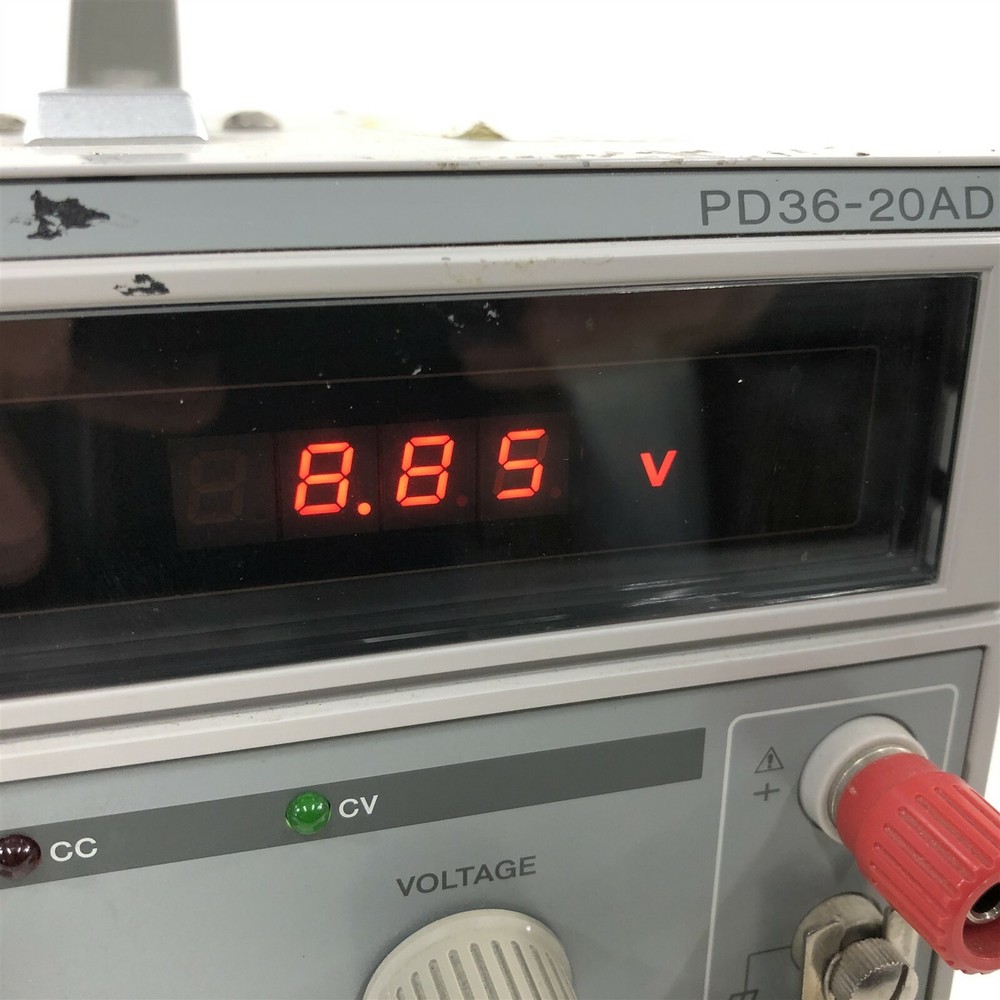 PD36-20AD
8.85 V
CV
CC
VOLTAGE
+